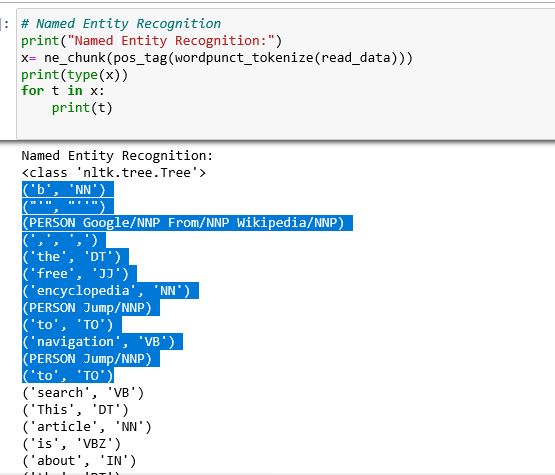 ]: # Named Entity Recognition
print("Named Entity Recognition:")
x= ne_chunk(pos_tag(wordpunct_tokenize(read_data)))
print(type(x))
for t in x:
    print(t)
Named Entity Recognition:
<class 'nltk.tree.Tree'>
('b', 'NN')
("'", "''")
(PERSON Google/NNP From/NNP Wikipedia/NNP)
(',', ',')
('the', 'DT')
('free', 'JJ')
('encyclopedia', 'NN')
(PERSON Jump/NNP)
('to', 'TO')
('navigation', 'VB')
(PERSON Jump/NNP)
('to', 'TO')
('search', 'VB')
('This', 'DT')
('article', 'NN')
('is', 'VBZ')
('about', 'IN')